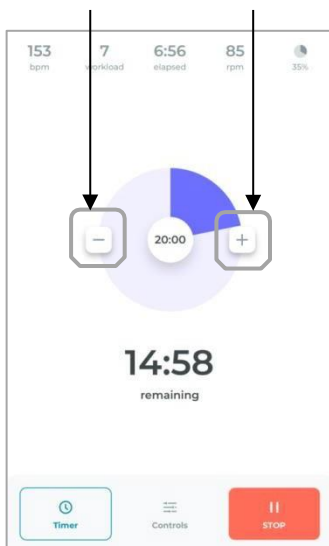 153 7 6:56 85
bpm workload elapsed rpm 35%
− 20:00 +
14:58
remaining
Timer Controls STOP